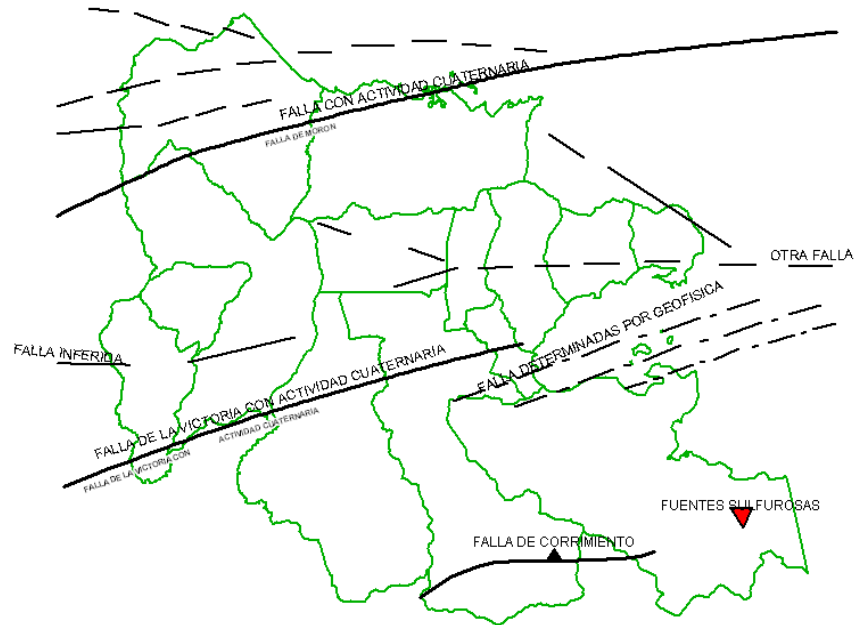 FALLA CON ACTIVIDAD CUATERNARIA
FALLA DE MORON
OTRA FALLA
FALLA INFERIDA
FALLA DETERMINADAS POR GEOFISICA
FALLA DE LA VICTORIA CON ACTIVIDAD CUATERNARIA
ACTIVIDAD CUATERNARIA
FALLA DE LA VICTORIA CON
FUENTES SULFUROSAS
FALLA DE CORRIMIENTO